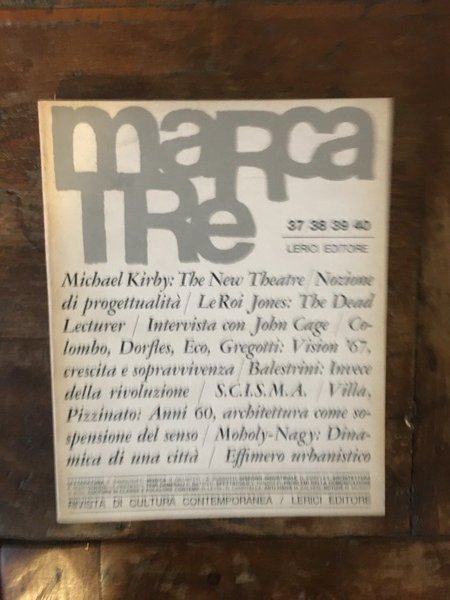 marca
TRe
37 38 39 40
LERICI EDITORE
Michael Kirby: The New Theatre / Nozione
di progettualità / LeRoi Jones: The Dead
Lecturer / Intervista con John Cage / Co-
lombo, Dorfles, Eco, Gregotti: Vision '67,
crescita e sopravvivenza / Balestrini: Invece
della rivoluzione / S.C.I.S.M.A. / Villa,
Pizzinato: Anni 60, architettura come so-
spensione del senso / Moholy-Nagy: Dina-
mica di una città / Effimero urbanistico
RIVISTA DI CULTURA CONTEMPORANEA / LERICI EDITORE